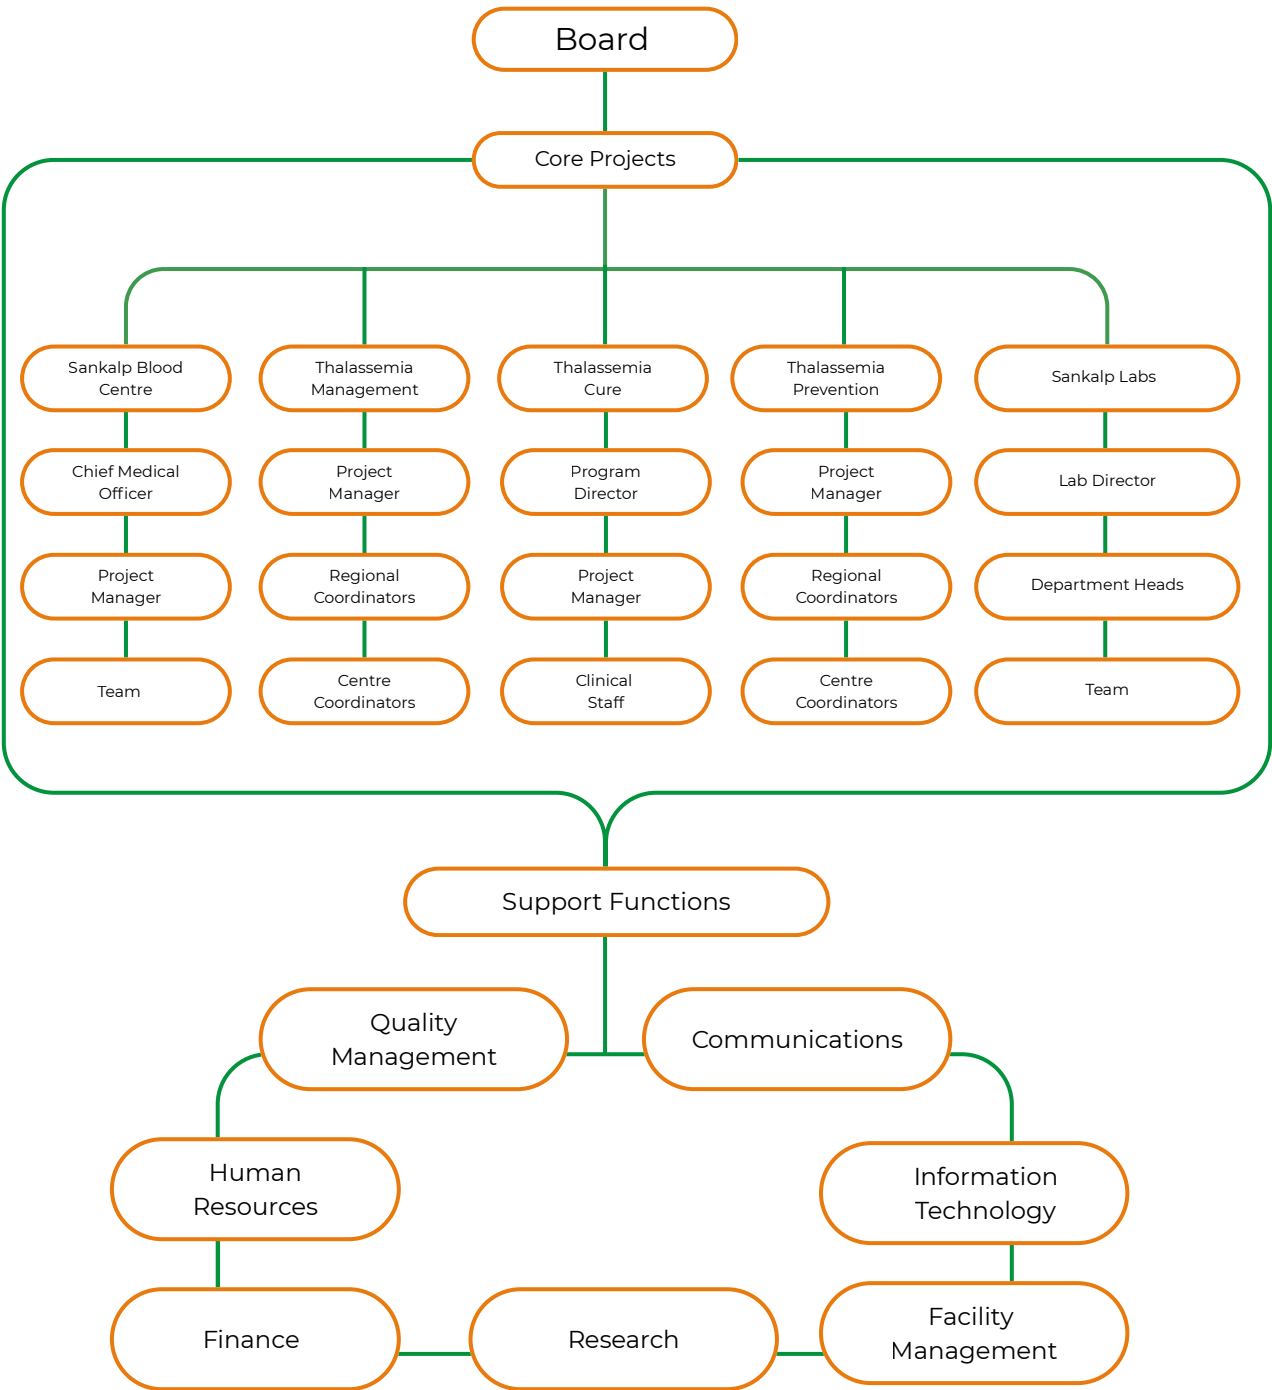 Board
Core Projects
Sankalp Blood
Centre
Thalassemia
Management
Thalassemia
Cure
Thalassemia
Prevention
Sankalp Labs
Chief Medical
Officer
Project
Manager
Program
Director
Project
Manager
Lab Director
Project
Manager
Regional
Coordinators
Project
Manager
Regional
Coordinators
Department Heads
Team
Centre
Coordinators
Clinical
Staff
Centre
Coordinators
Team
Support Functions
Quality
Management
Communications
Human
Resources
Information
Technology
Finance
Research
Facility
Management